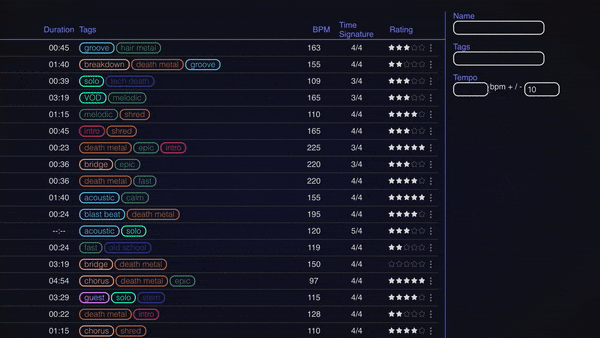 Duration Tags BPM Time Signature Rating
00:45 groove hair metal 163 4/4
01:40 breakdown death metal groove 155 4/4
00:39 solo tech death 109 3/4
03:19 VOD melodic 165 3/4
01:15 melodic shred 110 4/4
00:45 intro shred 165 4/4
00:23 death metal epic intro 225 3/4
00:36 bridge epic 220 3/4
00:36 death metal fast 220 4/4
01:40 acoustic calm 155 4/4
00:24 blast beat death metal 195 4/4
--:-- acoustic solo 120 5/4
00:24 fast old school 119 4/4
03:19 bridge death metal 150 4/4
04:54 chorus death metal epic 97 4/4
03:29 guest solo slam 115 4/4
00:22 death metal intro 128 4/4
01:15 chorus shred 110 4/4
Name
Tags
Tempo
bpm + / - 10